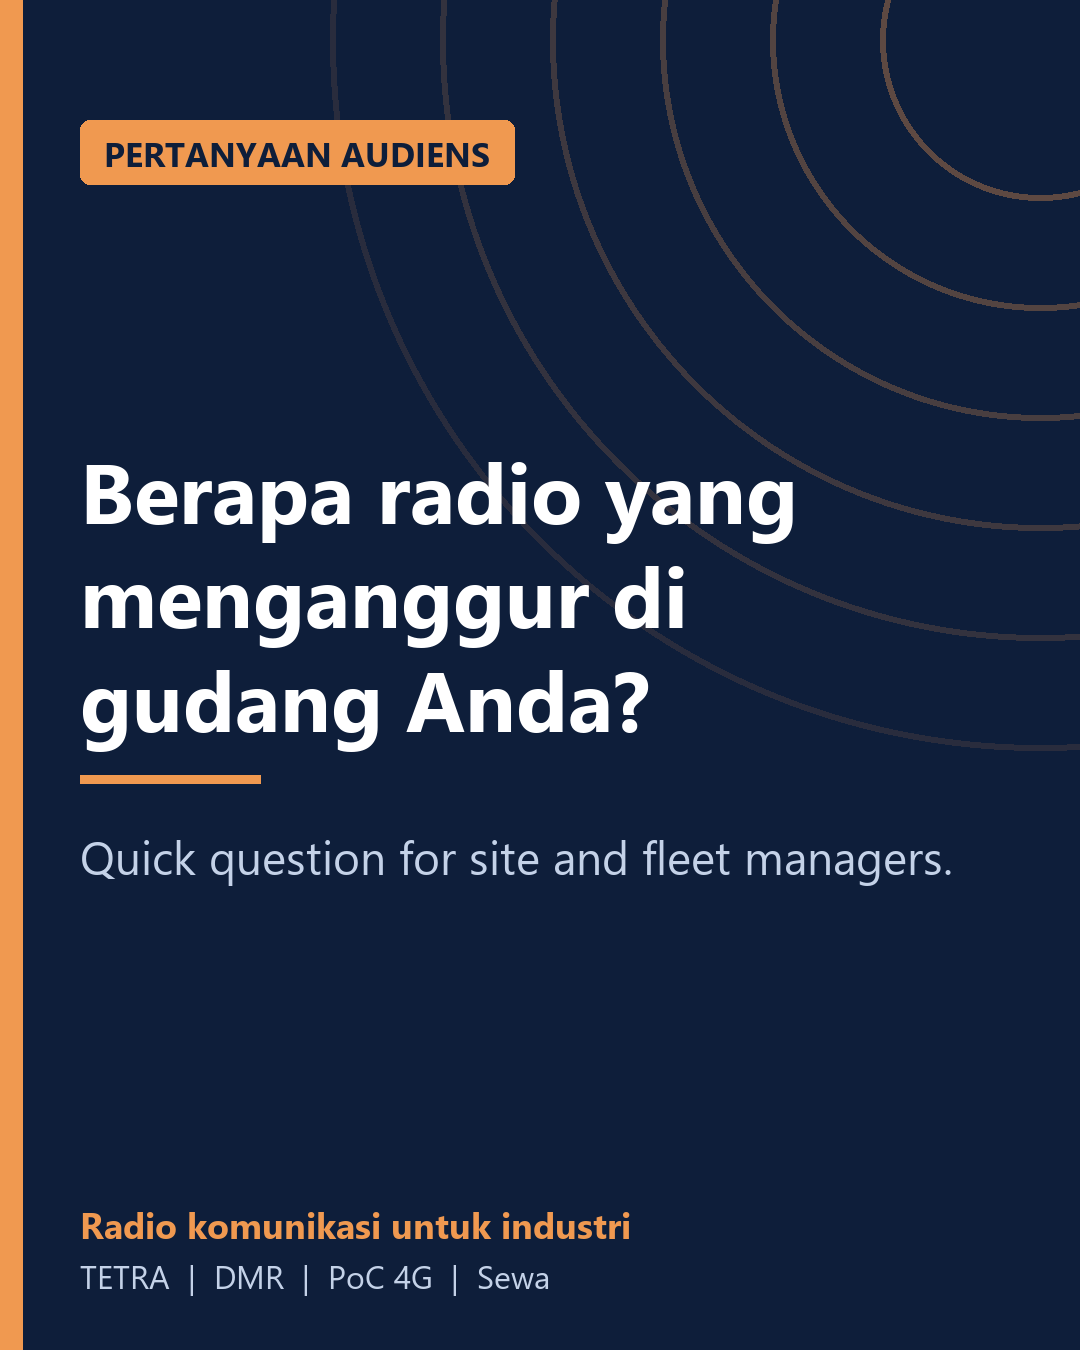 PERTANYAAN AUDIENS
Berapa radio yang
menganggur di
gudang Anda?
Quick question for site and fleet managers.
Radio komunikasi untuk industri
TETRA | DMR | PoC 4G | Sewa